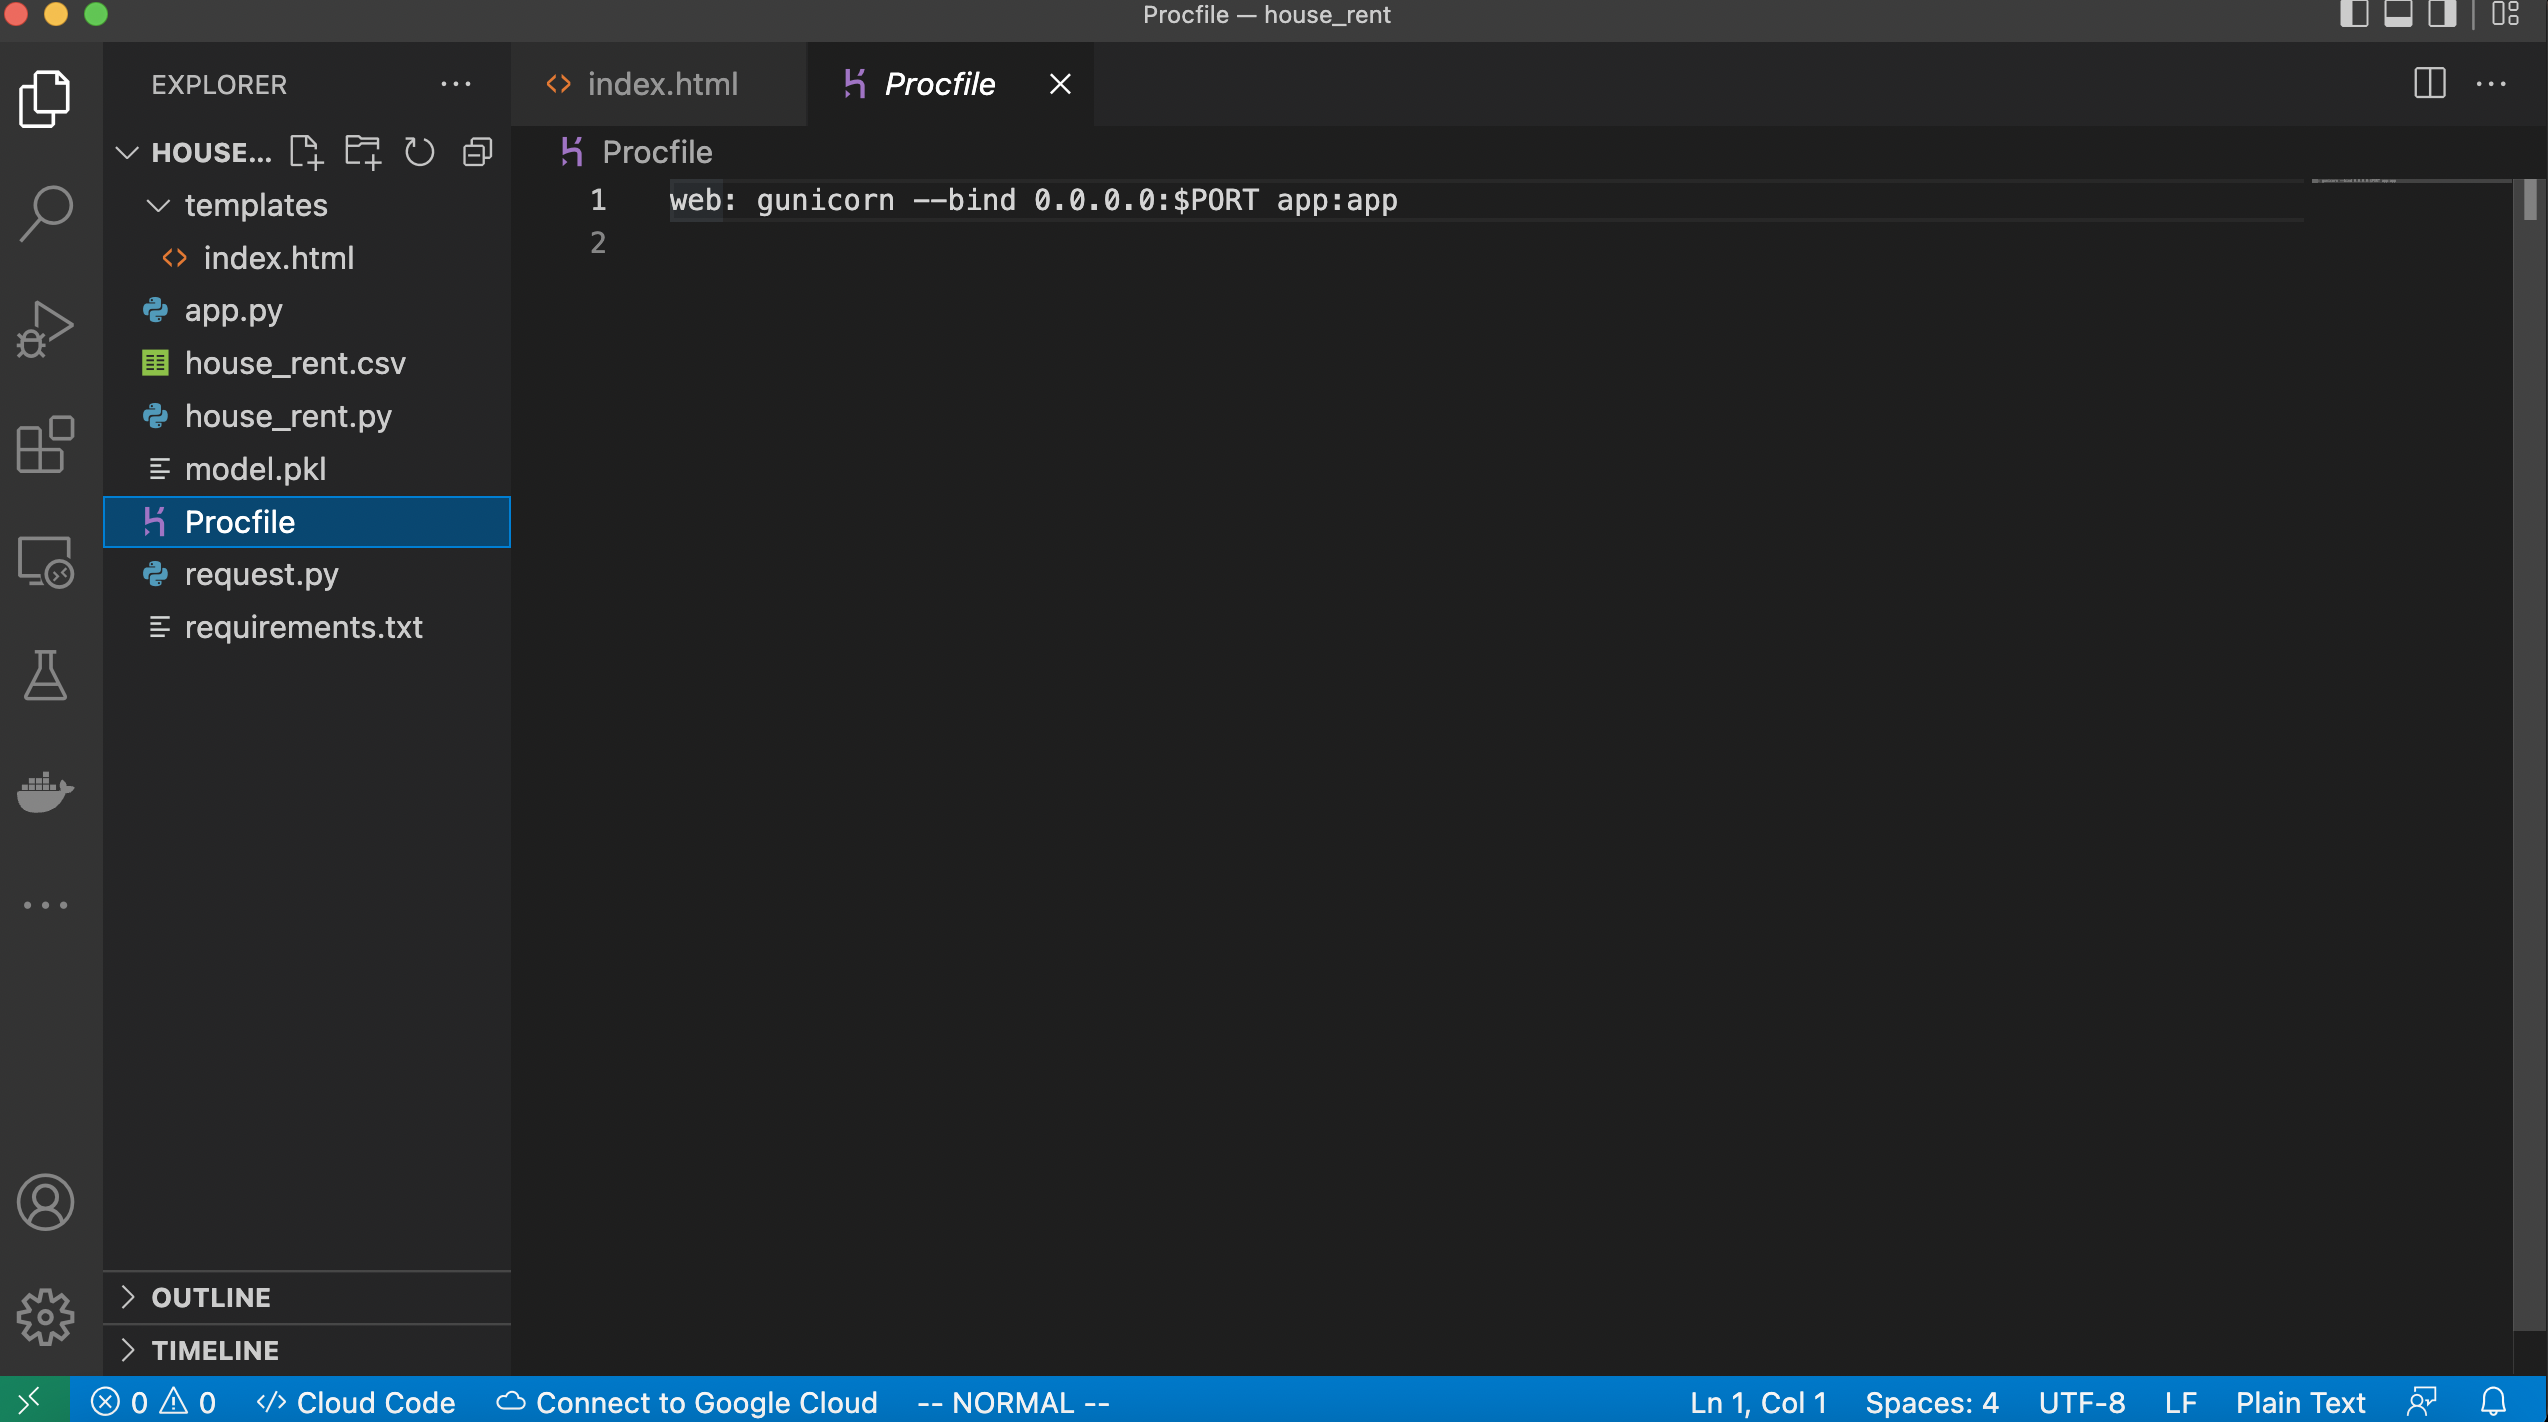 Procfile — house_rent
EXPLORER
index.html
Procfile
HOUSE...
Procfile
templates
1 web: gunicorn --bind 0.0.0.0:$PORT app:app
2
index.html
app.py
house_rent.csv
house_rent.py
model.pkl
Procfile
request.py
requirements.txt
OUTLINE
TIMELINE
0 0 Cloud Code Connect to Google Cloud -- NORMAL -- Ln 1, Col 1 Spaces: 4 UTF-8 LF Plain Text